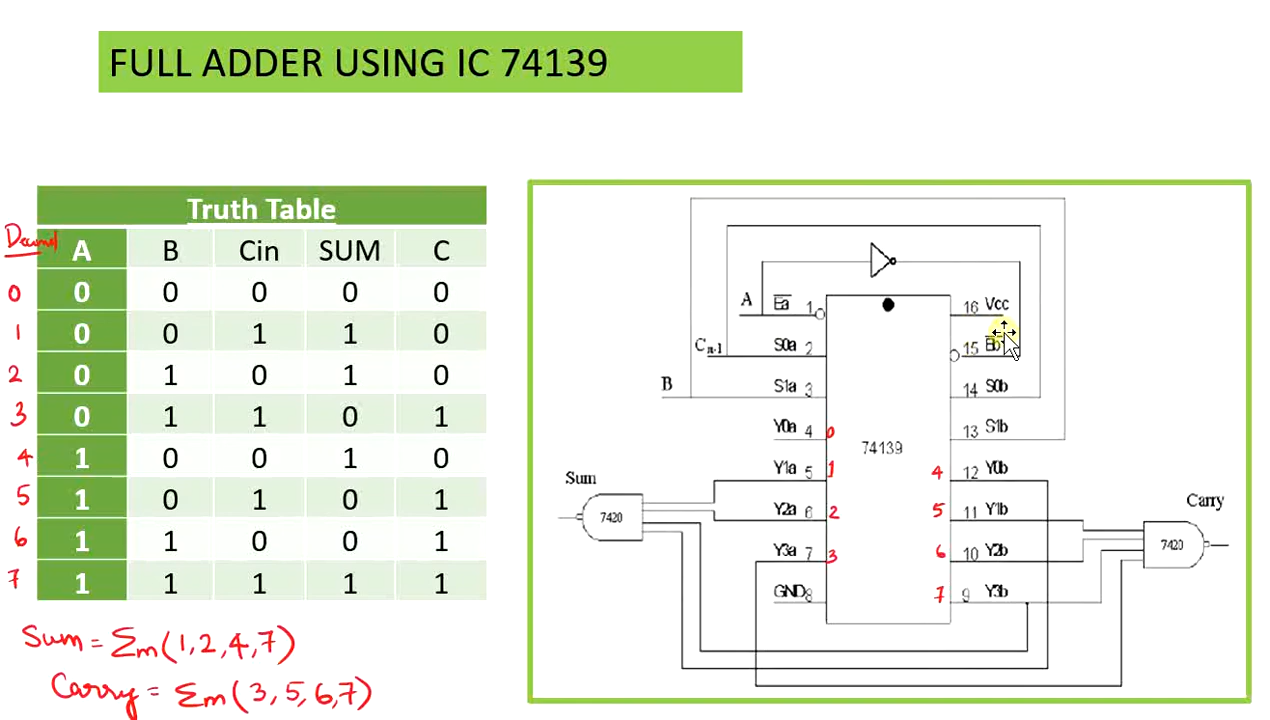 FULL ADDER USING IC 74139
Truth Table
Decimal A B Cin SUM C
0 0 0 0 0 0
1 0 0 1 1 0
2 0 1 0 1 0
3 0 1 1 0 1
4 1 0 0 1 0
5 1 0 1 0 1
6 1 1 0 0 1
7 1 1 1 1 1
Sum = Σm(1,2,4,7)
Carry = Σm(3,5,6,7)
A E̅a̅ 1 16 Vcc
Cn-1 S0a 2 15 E̅b̅
B S1a 3 14 S0b
Y0a 4 0 13 S1b
74139
Y1a 5 1 4 12 Y0b
Sum
Y2a 6 2 5 11 Y1b
Carry
7420
Y3a 7 3 6 10 Y2b
7420
GND 8 7 9 Y3b